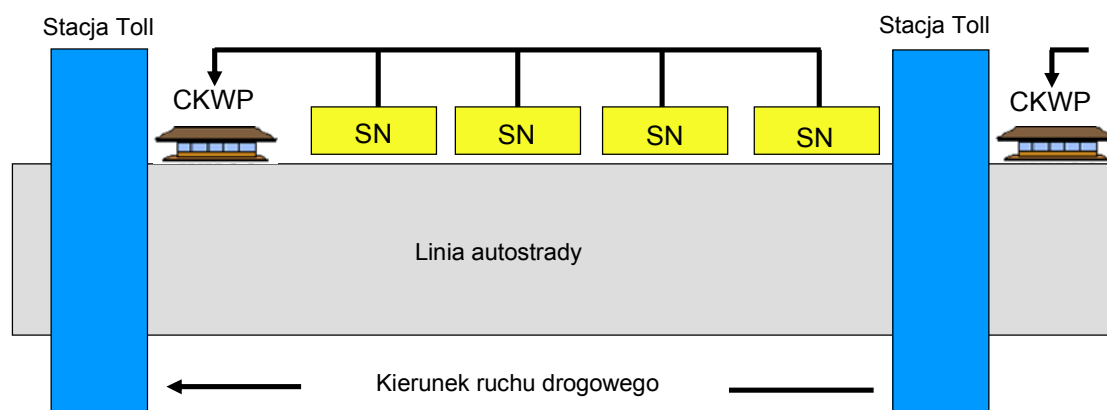 Stacja Toll
Stacja Toll
CKWP
CKWP
SN
SN
SN
SN
Linia autostrady
Kierunek ruchu drogowego